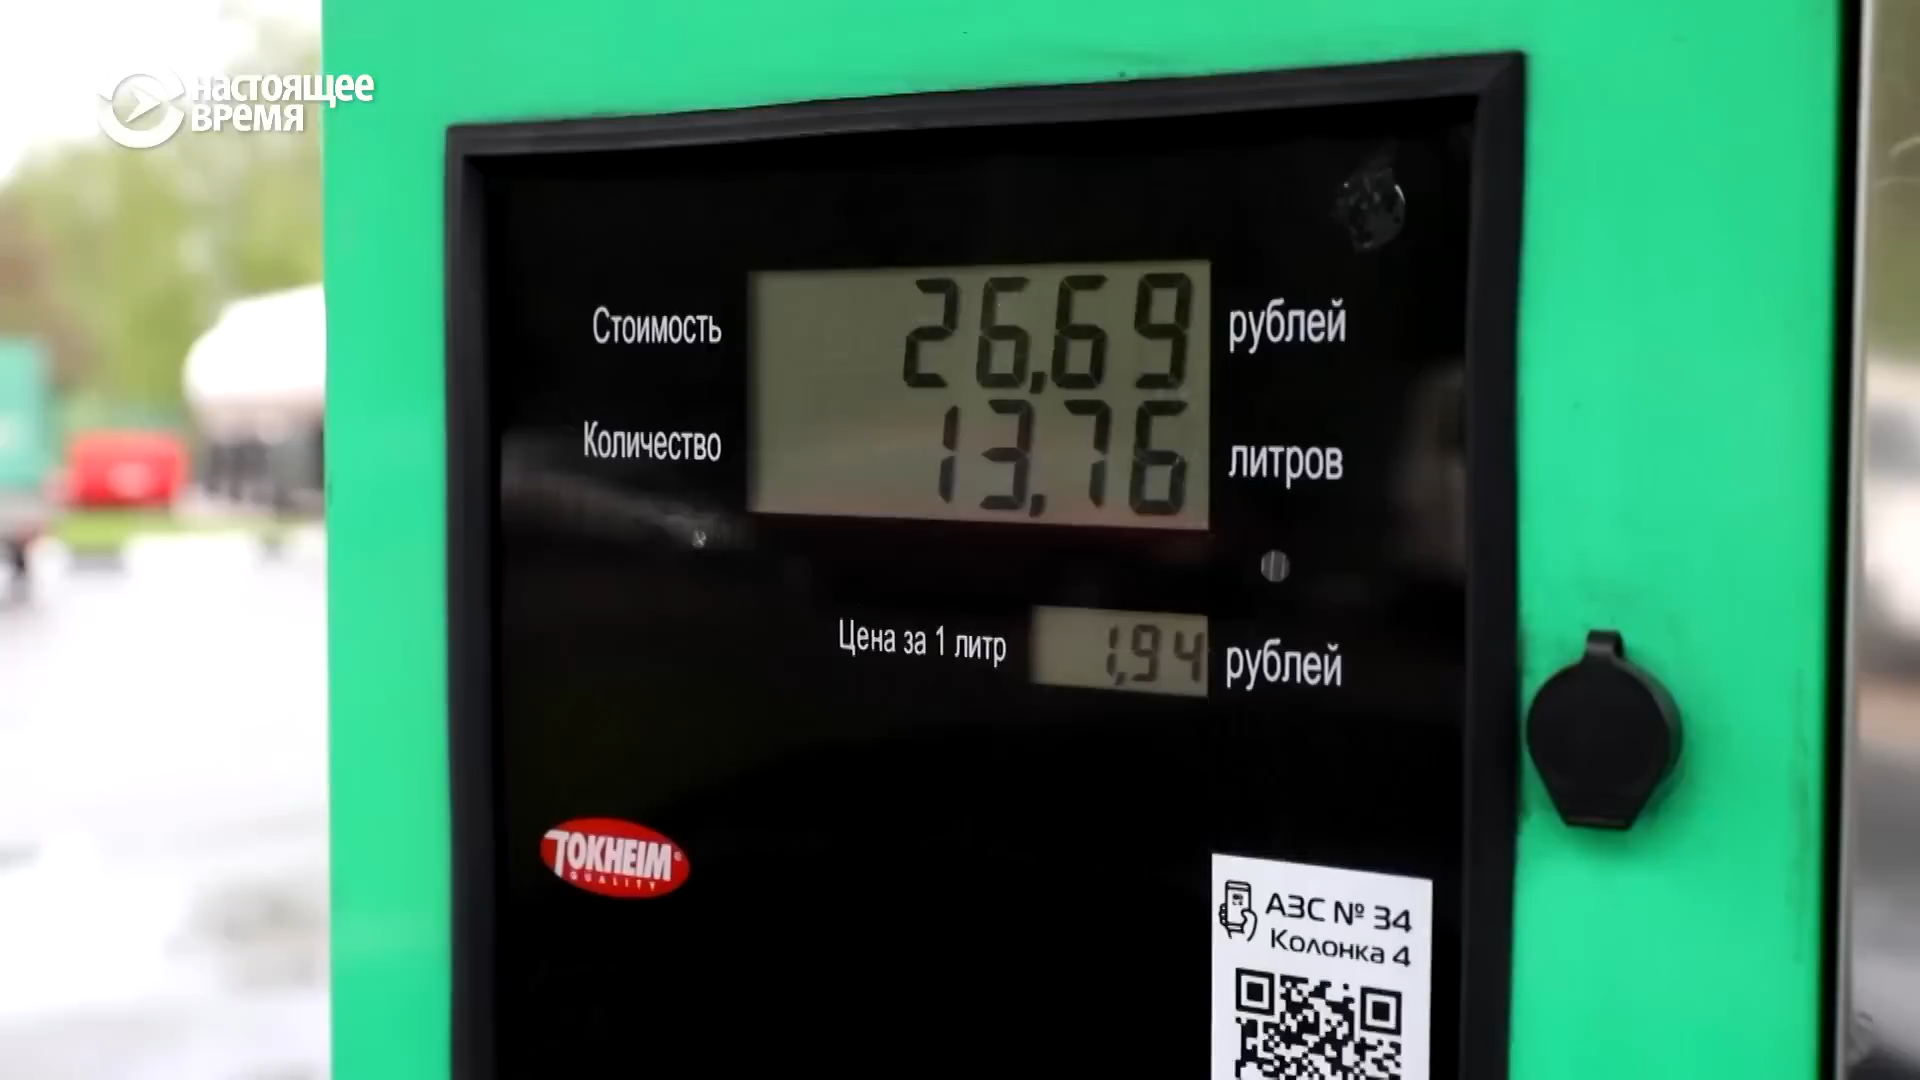 настоящее
время
Стоимость 26,69 рублей
Количество 13,76 литров
Цена за 1 литр 1,94 рублей
TOKHEIM
QUALITY
АЗС № 34
Колонка 4